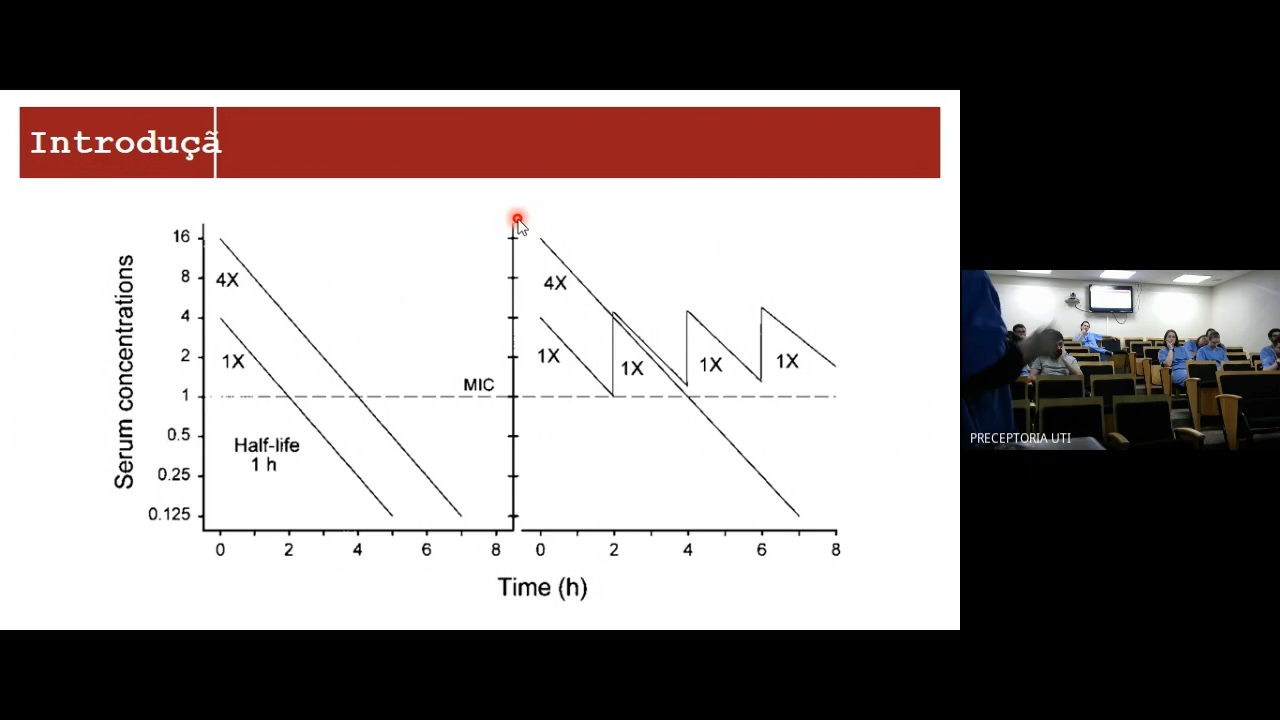 Introduçã
Serum concentrations
16
8
4
2
1
0.5
0.25
0.125
4X
1X
MIC
Half-life
1 h
0
2
4
6
8
4X
1X
1X
1X
1X
0
2
4
6
8
Time (h)
PRECEPTORIA UTI